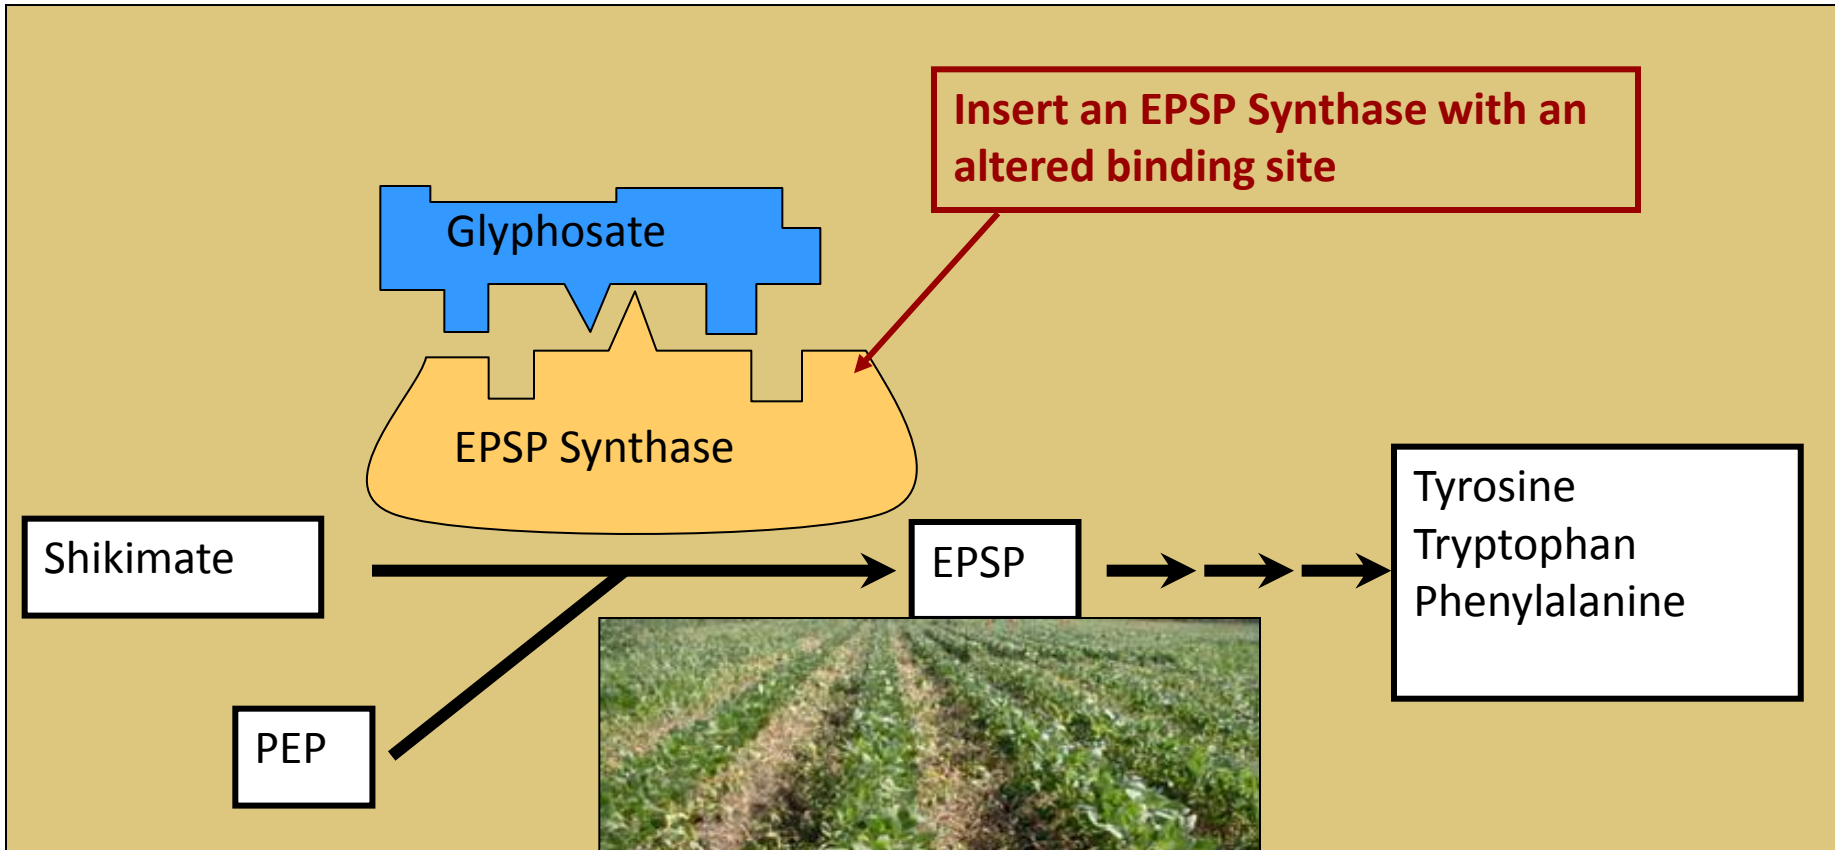 Insert an EPSP Synthase with an
altered binding site
Glyphosate
EPSP Synthase
Shikimate
EPSP
Tyrosine
Tryptophan
Phenylalanine
PEP